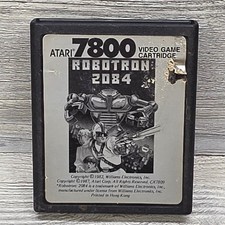 ATARI 7800 VIDEO GAME CARTRIDGE
ROBOTRON: 2084
Copyright ©1982, Williams Electronics, Inc.
Copyright ©1987, Atari Corp. All Rights Reserved. CX7809
"Robotron: 2084 is a trademark of Williams Electronics, Inc.,
manufactured under license from Williams Electronics, Inc.
Printed in Hong Kong